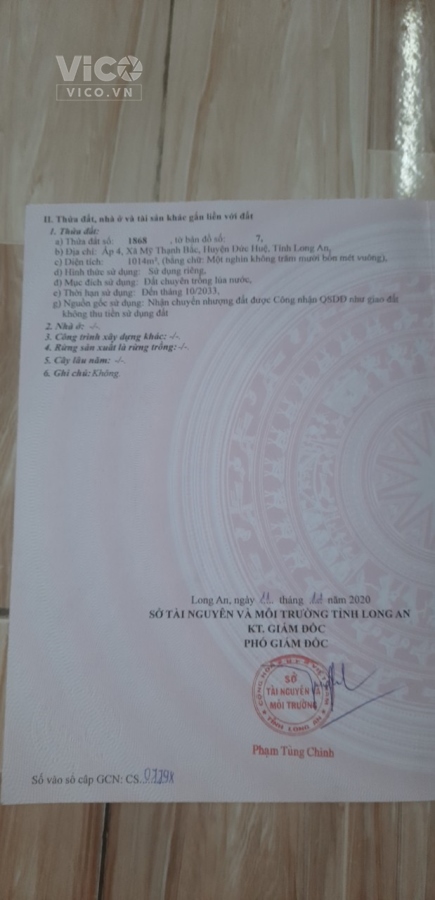 ViCO
VICO.VN
II. Thửa đất, nhà ở và tài sản khác gắn liền với đất
1. Thửa đất:
a) Thửa đất số: 1868 , tờ bản đồ số: 7,
b) Địa chỉ: Ấp 4, Xã Mỹ Thạnh Bắc, Huyện Đức Huệ, Tỉnh Long An,
c) Diện tích: 1014m², (bằng chữ: Một nghìn không trăm mười bốn mét vuông),
d) Hình thức sử dụng: Sử dụng riêng,
đ) Mục đích sử dụng: Đất chuyên trồng lúa nước,
e) Thời hạn sử dụng: Đến tháng 10/2033,
g) Nguồn gốc sử dụng: Nhận chuyển nhượng đất được Công nhận QSDĐ như giao đất
không thu tiền sử dụng đất
2. Nhà ở: -/-.
3. Công trình xây dựng khác: -/-.
4. Rừng sản xuất là rừng trồng: -/-.
5. Cây lâu năm: -/-.
6. Ghi chú: Không.
Long An, ngày 11 tháng 12 năm 2020
SỞ TÀI NGUYÊN VÀ MÔI TRƯỜNG TỈNH LONG AN
KT. GIÁM ĐỐC
PHÓ GIÁM ĐỐC
SỞ
TÀI NGUYÊN VÀ
MÔI TRƯỜNG
TỈNH LONG AN
Phạm Tùng Chinh
Số vào sổ cấp GCN: CS